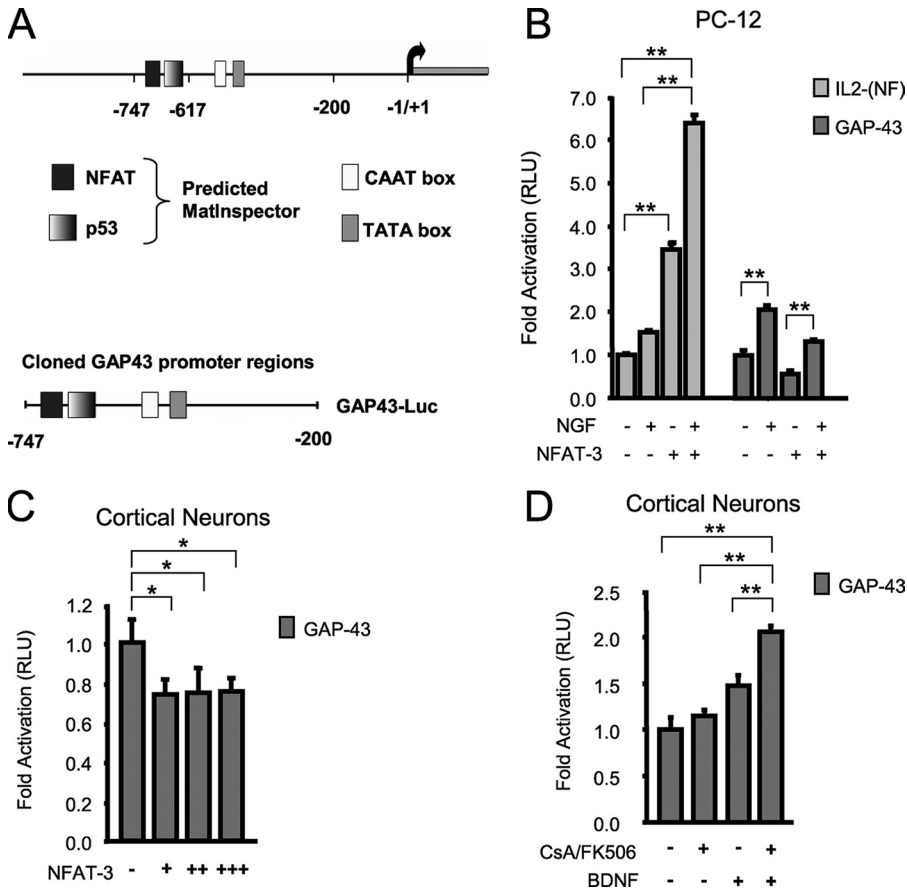 A
-747
-617
-200
-1/+1
NFAT
p53
Predicted
MatInspector
CAAT box
TATA box
Cloned GAP43 promoter regions
GAP43-Luc
-747
-200
B
PC-12
Fold Activation (RLU)
7.0
6.0
5.0
4.0
3.0
2.0
1.0
0.0
**
**
**
**
**
IL2-(NF)
GAP-43
NGF - + - + - + - +
NFAT-3 - - + + - - + +
C
Cortical Neurons
Fold Activation (RLU)
1.2
1.0
0.8
0.6
0.4
0.2
0.0
*
*
*
GAP-43
NFAT-3 - + ++ +++
D
Cortical Neurons
Fold Activation (RLU)
2.5
2.0
1.5
1.0
0.5
0.0
**
**
**
GAP-43
CsA/FK506 - + - +
BDNF - - + +